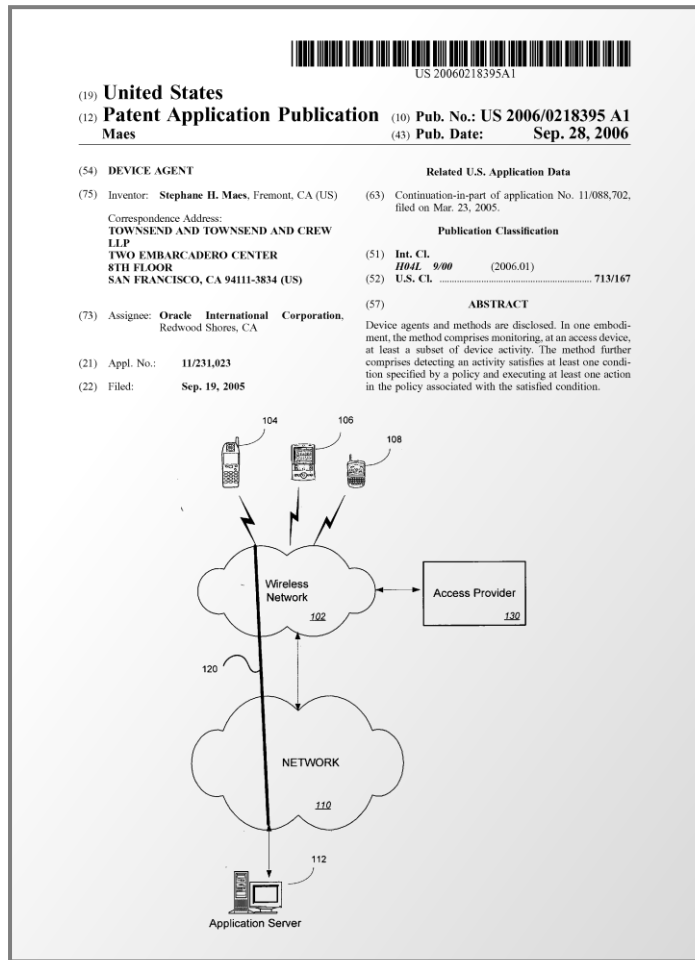 US 20060218395A1
(19) United States
(12) Patent Application Publication (10) Pub. No.: US 2006/0218395 A1
Maes (43) Pub. Date: Sep. 28, 2006
(54) DEVICE AGENT
(75) Inventor: Stephane H. Maes, Fremont, CA (US)
Correspondence Address:
TOWNSEND AND TOWNSEND AND CREW
LLP
TWO EMBARCADERO CENTER
8TH FLOOR
SAN FRANCISCO, CA 94111-3834 (US)
(73) Assignee: Oracle International Corporation,
Redwood Shores, CA
(21) Appl. No.: 11/231,023
(22) Filed: Sep. 19, 2005
Related U.S. Application Data
(63) Continuation-in-part of application No. 11/088,702,
filed on Mar. 23, 2005.
Publication Classification
(51) Int. Cl.
H04L 9/00 (2006.01)
(52) U.S. Cl. .............................................................. 713/167
(57) ABSTRACT
Device agents and methods are disclosed. In one embodi-
ment, the method comprises monitoring, at an access device,
at least a subset of device activity. The method further
comprises detecting an activity satisfies at least one condi-
tion specified by a policy and executing at least one action
in the policy associated with the satisfied condition.
104
106
108
Wireless
Network
102
Access Provider
130
120
NETWORK
110
112
Application Server